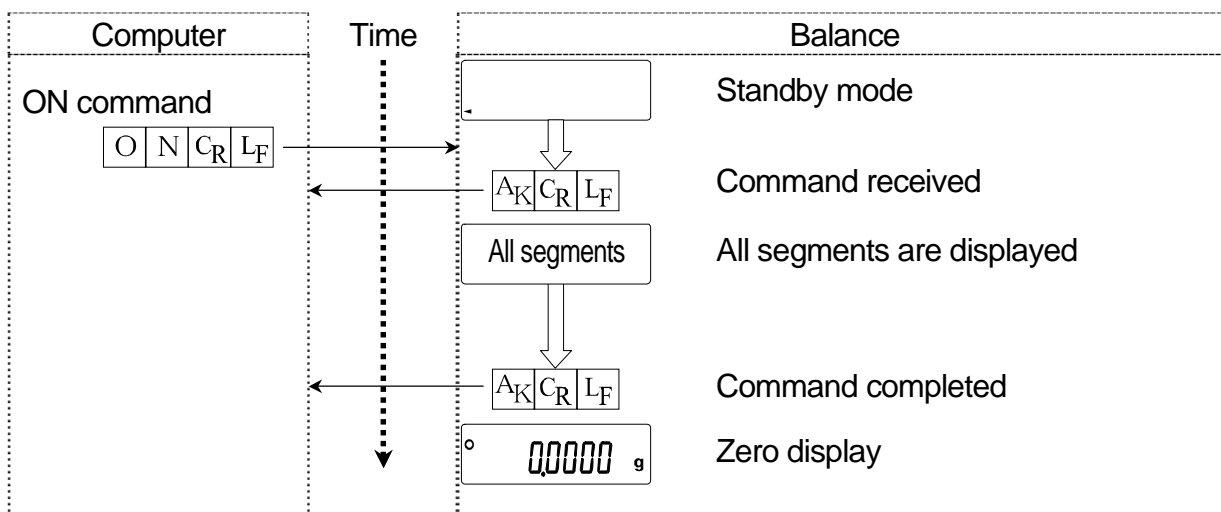 Computer Time Balance
Standby mode
ON command
O N CR LF
AK CR LF Command received
All segments All segments are displayed
AK CR LF Command completed
0.0000 g Zero display